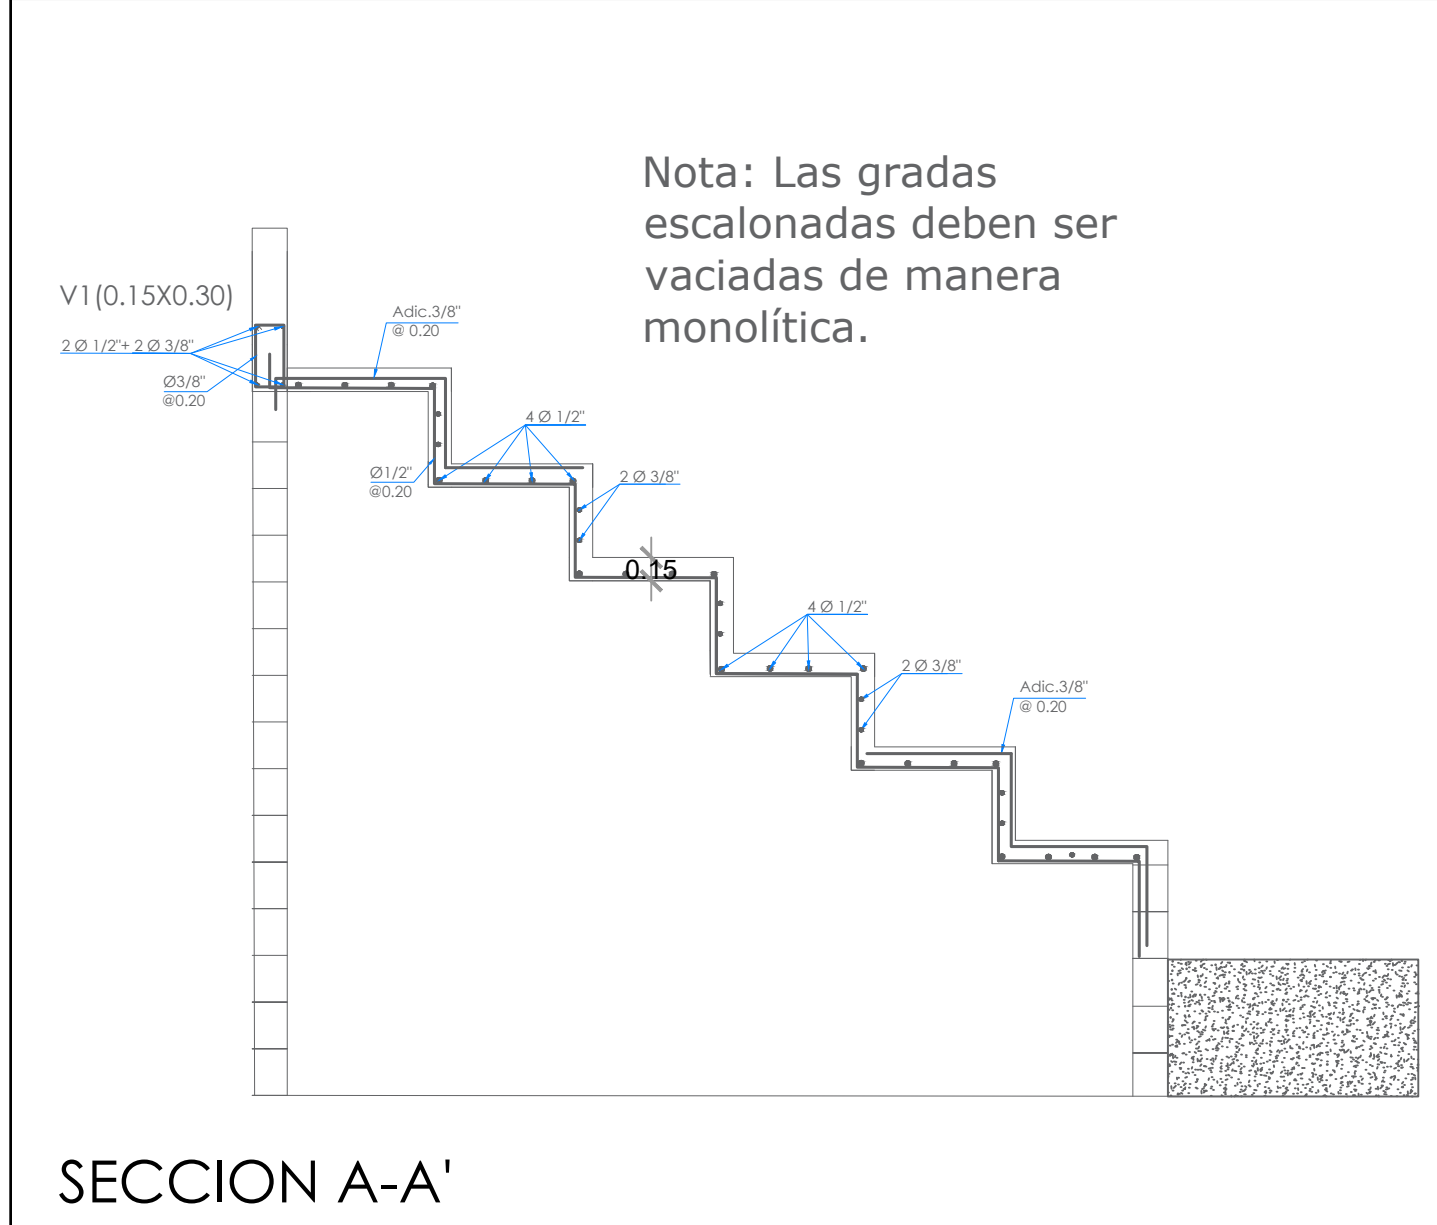 Nota: Las gradas
escalonadas deben ser
vaciadas de manera
monolítica.
V1(0.15X0.30)
2 Ø 1/2"+ 2 Ø 3/8"
Ø3/8"
@0.20
Adic.3/8"
@ 0.20
4 Ø 1/2"
Ø1/2"
@0.20
2 Ø 3/8"
0.15
4 Ø 1/2"
2 Ø 3/8"
Adic.3/8"
@ 0.20
SECCION A-A'